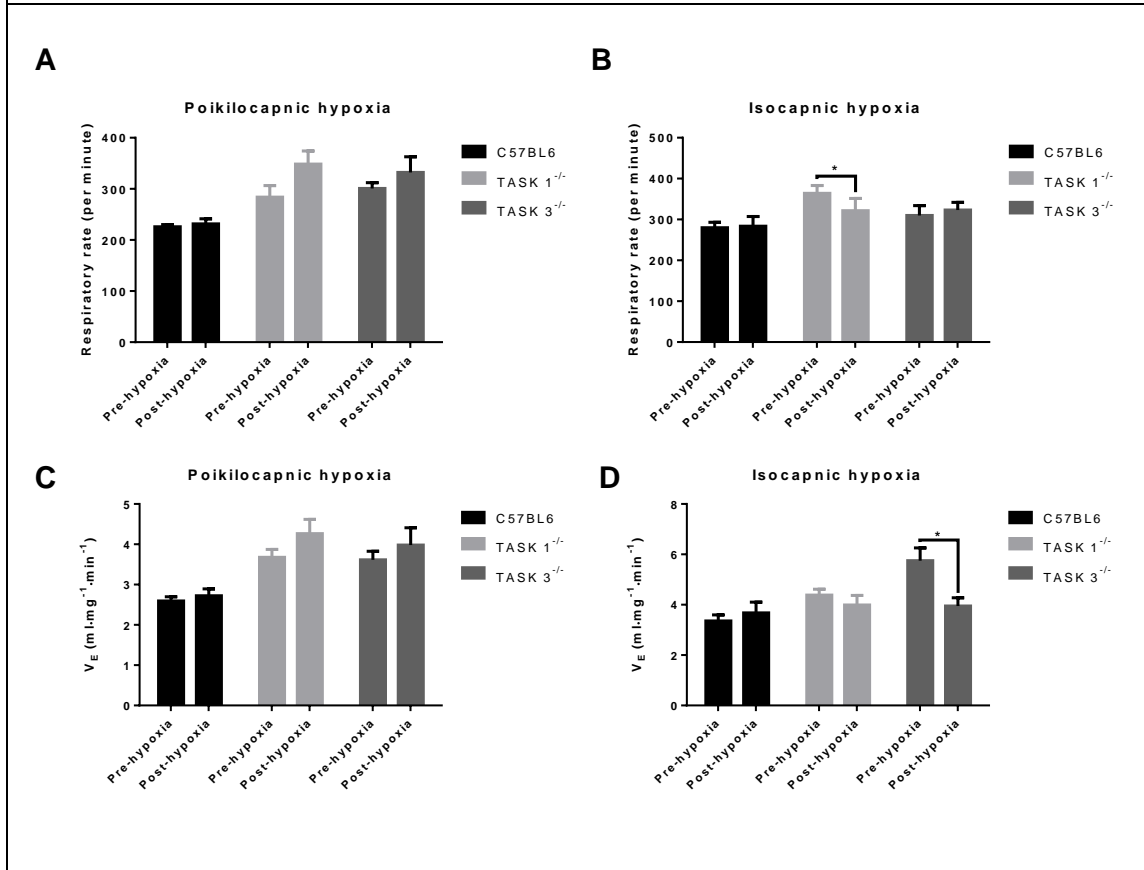 A
Poikilocapnic hypoxia
Respiratory rate (per minute)
400
300
200
100
0
Pre-hypoxia
Post-hypoxia
Pre-hypoxia
Post-hypoxia
Pre-hypoxia
Post-hypoxia
C57BL6
TASK 1-/-
TASK 3-/-
B
Isocapnic hypoxia
Respiratory rate (per minute)
500
400
300
200
100
0
*
Pre-hypoxia
Post-hypoxia
Pre-hypoxia
Post-hypoxia
Pre-hypoxia
Post-hypoxia
C57BL6
TASK 1-/-
TASK 3-/-
C
Poikilocapnic hypoxia
VE (ml·mg-1·min-1)
5
4
3
2
1
0
Pre-hypoxia
Post-hypoxia
Pre-hypoxia
Post-hypoxia
Pre-hypoxia
Post-hypoxia
C57BL6
TASK 1-/-
TASK 3-/-
D
Isocapnic hypoxia
VE (ml·mg-1·min-1)
8
6
4
2
0
*
Pre-hypoxia
Post-hypoxia
Pre-hypoxia
Post-hypoxia
Pre-hypoxia
Post-hypoxia
C57BL6
TASK 1-/-
TASK 3-/-